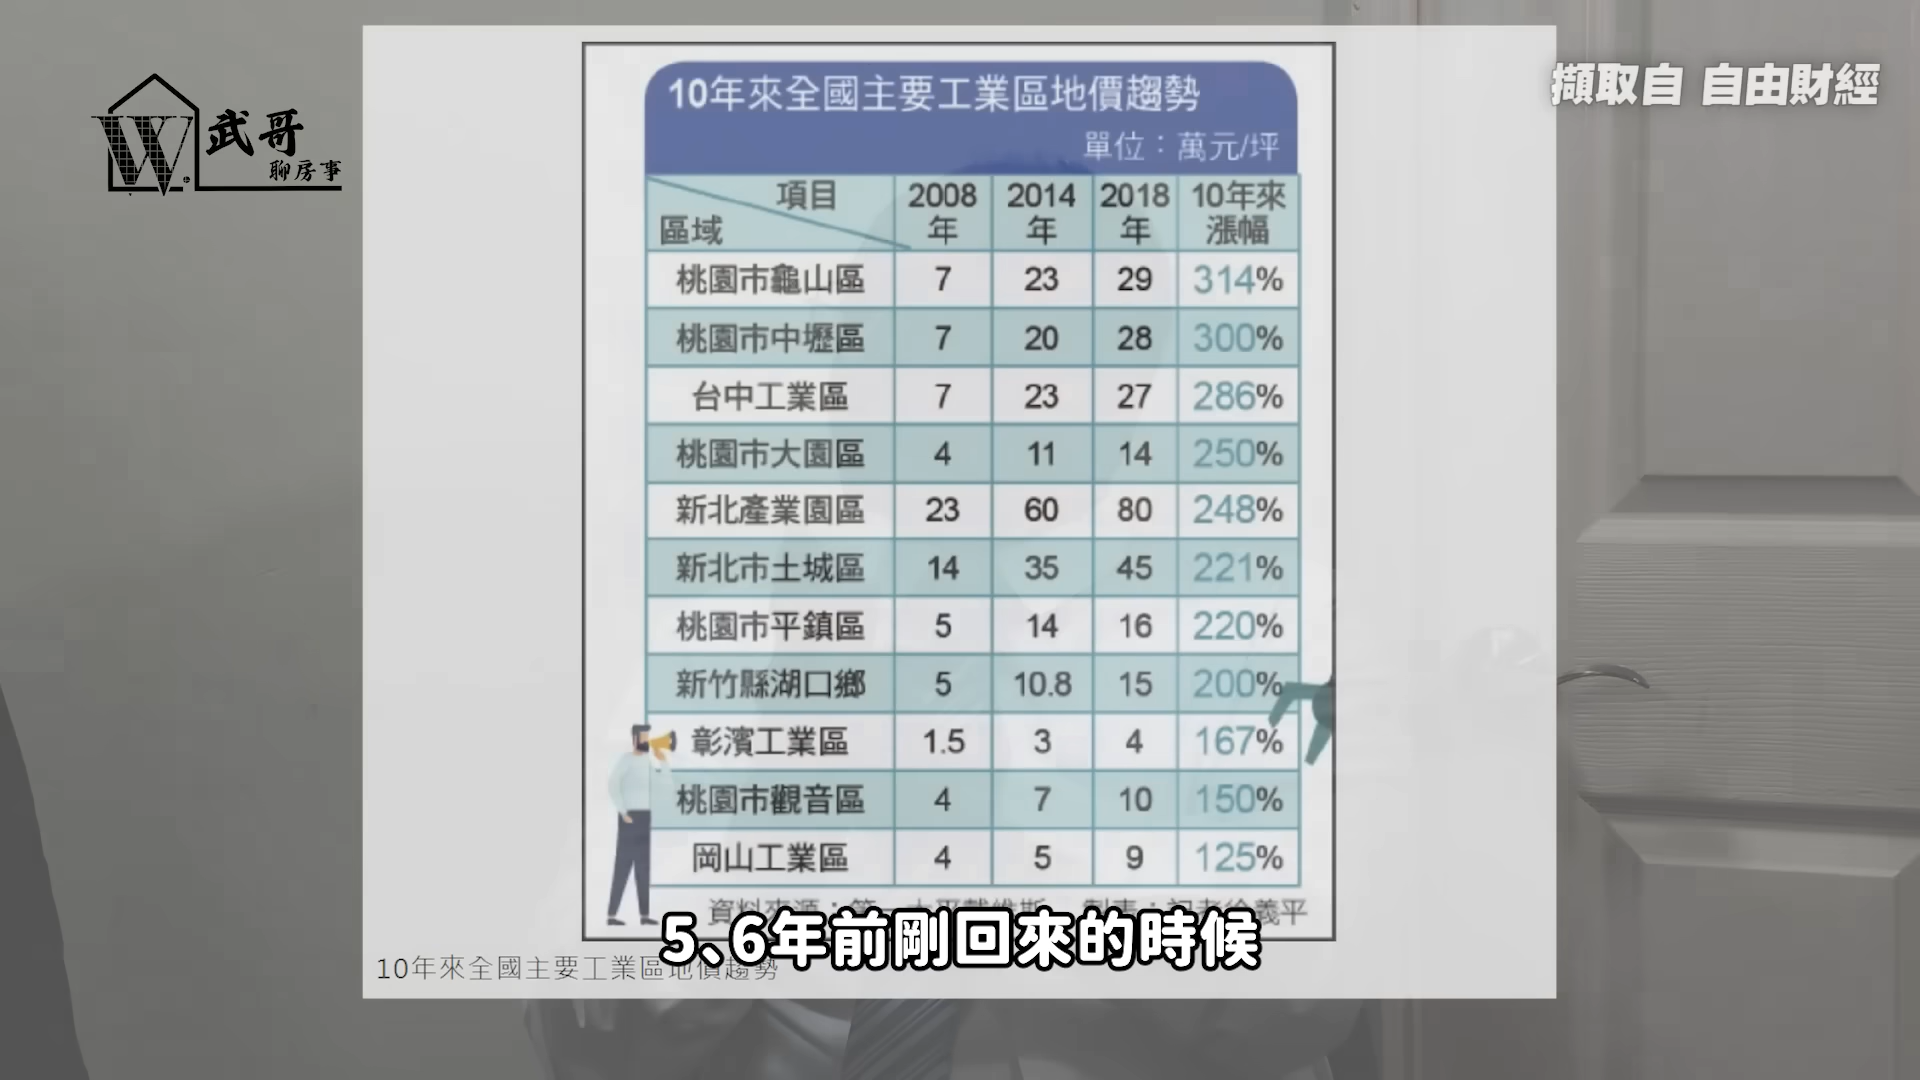 擷取自 自由財經
W.
武哥
聊房事
10年來全國主要工業區地價趨勢
單位：萬元/坪
項目 區域 2008年 2014年 2018年 10年來漲幅
桃園市龜山區 7 23 29 314%
桃園市中壢區 7 20 28 300%
台中工業區 7 23 27 286%
桃園市大園區 4 11 14 250%
新北產業園區 23 60 80 248%
新北市土城區 14 35 45 221%
桃園市平鎮區 5 14 16 220%
新竹縣湖口鄉 5 10.8 15 200%
彰濱工業區 1.5 3 4 167%
桃園市觀音區 4 7 10 150%
岡山工業區 4 5 9 125%
5、6年前剛回來的時候
10年來全國主要工業區地價趨勢